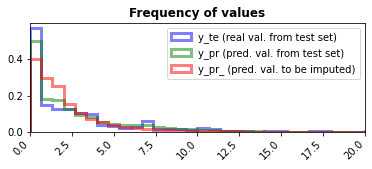 Frequency of values
y_te (real val. from test set)
y_pr (pred. val. from test set)
y_pr_ (pred. val. to be imputed)
0.4
0.2
0.0
0.0 2.5 5.0 7.5 10.0 12.5 15.0 17.5 20.0